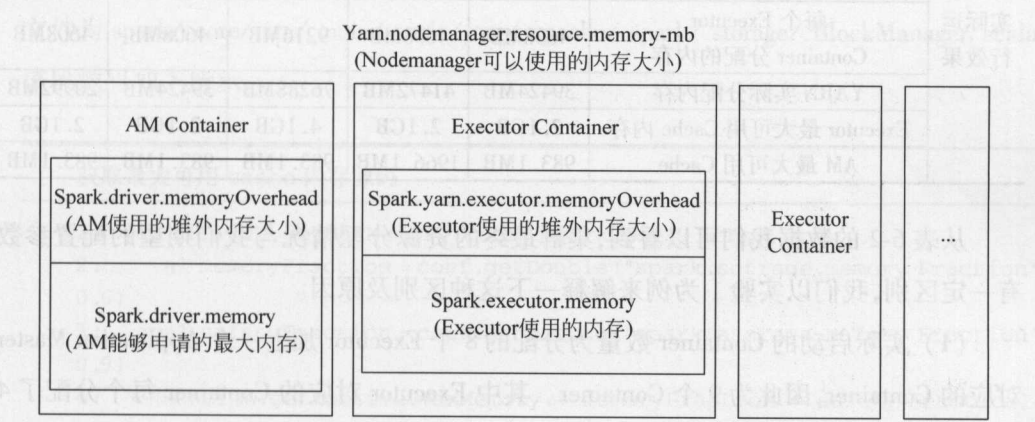 Yarn.nodemanager.resource.memory-mb
(Nodemanager可以使用的内存大小)
AM Container
Spark.driver.memoryOverhead
(AM使用的堆外内存大小)
Spark.driver.memory
(AM能够申请的最大内存)
Executor Container
Spark.yarn.executor.memoryOverhead
(Executor使用的堆外内存大小)
Spark.executor.memory
(Executor使用的内存)
Executor
Container
...